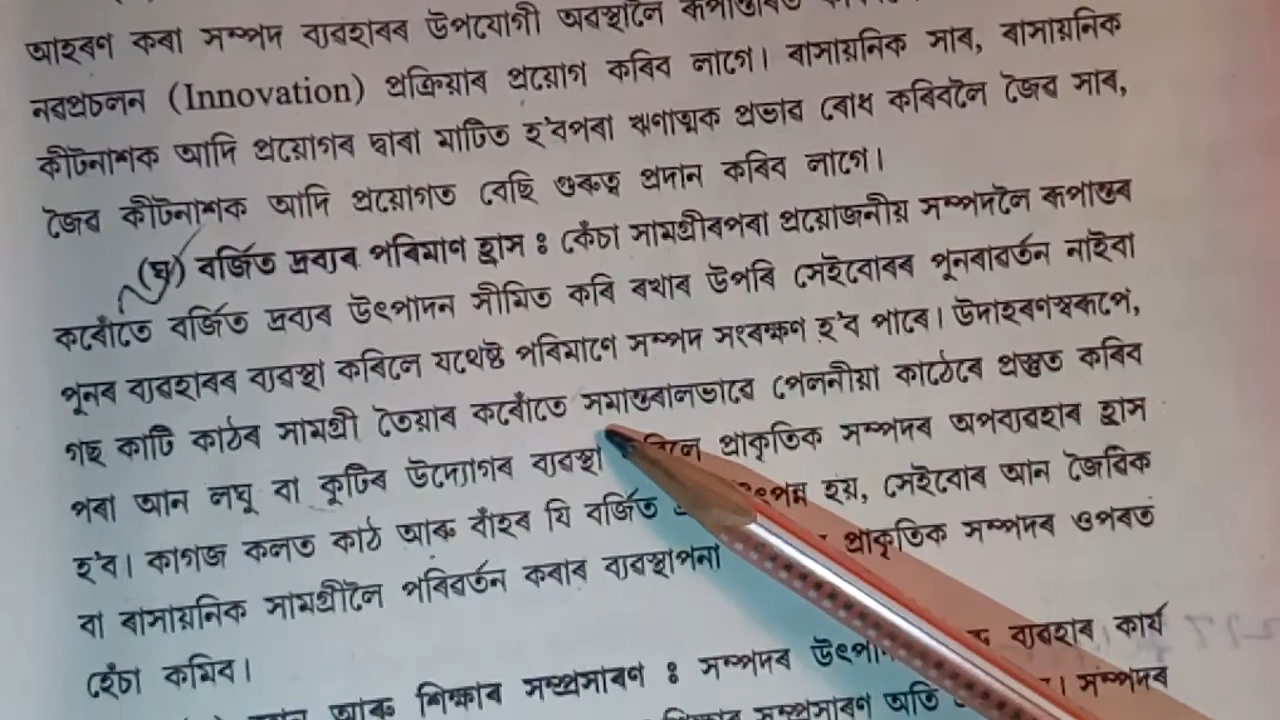 আহৰণ কৰা সম্পদ ব্যৱহাৰৰ উপযোগী অৱস্থালৈ
নৱপ্ৰচলন (Innovation) প্ৰক্ৰিয়াৰ প্ৰয়োগ কৰিব লাগে। ৰাসায়নিক সাৰ, ৰাসায়নিক
কীটনাশক আদি প্ৰয়োগৰ দ্বাৰা মাটিত হ'বপৰা ঋণাত্মক প্ৰভাৱ ৰোধ কৰিবলৈ জৈৱ সাৰ,
জৈৱ কীটনাশক আদি প্ৰয়োগত বেছি গুৰুত্ব প্ৰদান কৰিব লাগে।
(ঘ) বৰ্জিত দ্ৰব্যৰ পৰিমাণ হ্ৰাস ঃ কেঁচা সামগ্ৰীৰপৰা প্ৰয়োজনীয় সম্পদলৈ ৰূপান্তৰ
কৰোঁতে বৰ্জিত দ্ৰব্যৰ উৎপাদন সীমিত কৰি ৰখাৰ উপৰি সেইবোৰৰ পূনৰাৱৰ্তন নাইবা
পূনৰ ব্যৱহাৰৰ ব্যৱস্থা কৰিলে যথেষ্ট পৰিমাণে সম্পদ সংৰক্ষণ হ'ব পাৰে। উদাহৰণস্বৰূপে,
গছ কাটি কাঠৰ সামগ্ৰী তৈয়াৰ কৰোঁতে সমান্তৰালভাৱে পেলনীয়া কাঠেৰে প্ৰস্তুত কৰিব
পৰা আন লঘূ বা কূটিৰ উদ্যোগৰ ব্যৱস্থা প্ৰাকৃতিক সম্পদৰ অপব্যৱহাৰ হ্ৰাস
হ'ব। কাগজ কলত কাঠ আৰু বাঁহৰ যি বৰ্জিত হয়, সেইবোৰ আন জৈৱিক
বা ৰাসায়নিক সামগ্ৰীলৈ পৰিৱৰ্তন কৰাৰ ব্যৱস্থাপনা প্ৰাকৃতিক সম্পদৰ ওপৰত
হেঁচা কমিব।
আৰু শিক্ষাৰ সম্প্ৰসাৰণ ঃ সম্পদৰ ব্যৱহাৰ কাৰ্য
সম্প্ৰসাৰণ অতি সম্পদৰ